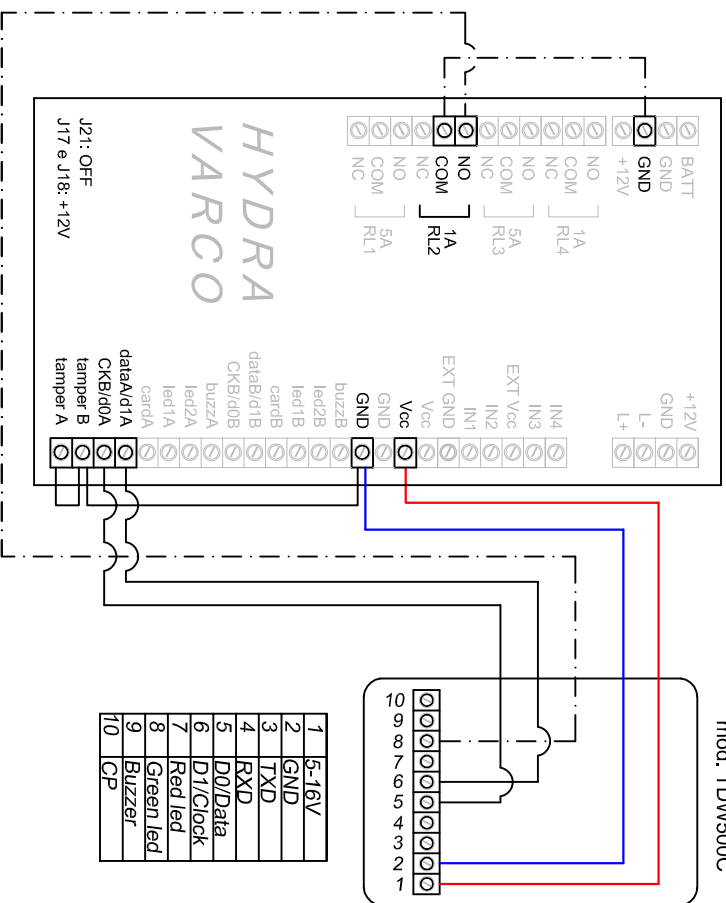 J21: OFF
J17 e J18: +12V
HYDRA
VARCO
NC
COM
NO
5A
RL1
NC
COM
NO
1A
RL2
NC
COM
NO
5A
RL3
NC
COM
NO
1A
RL4
+12V
GND
GND
BATT
tamper A
tamper B
CKB/d0A
dataA/d1A
cardA
led1A
led2A
buzzA
CKB/d0B
dataB/d1B
cardB
led1B
led2B
buzzB
GND
Vcc
Vcc
EXT GND
IN1
IN2
EXT Vcc
IN3
IN4
L+
L-
GND
+12V
mod. TDW500C
10
9
8
7
6
5
4
3
2
1
1 5-16V
2 GND
3 TXD
4 RXD
5 D0/Data
6 D1/Clock
7 Red led
8 Green led
9 Buzzer
10 CP